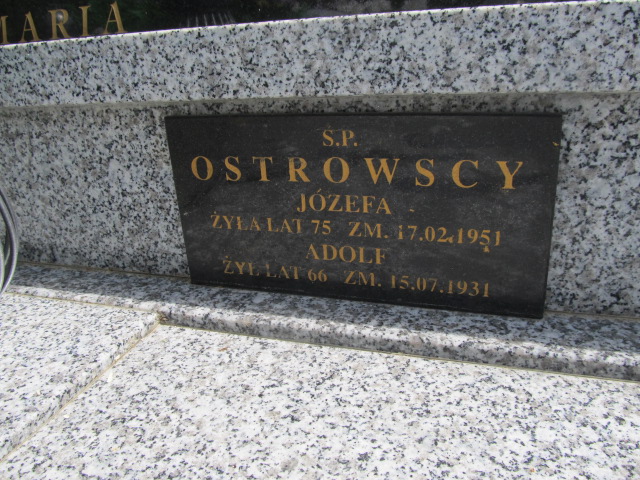 MARIA
Ś.P.
OSTROWSCY
JÓZEFA
ŻYŁA LAT 75 ZM. 17.02.1951
ADOLF
ŻYŁ LAT 66 ZM. 15.07.1931